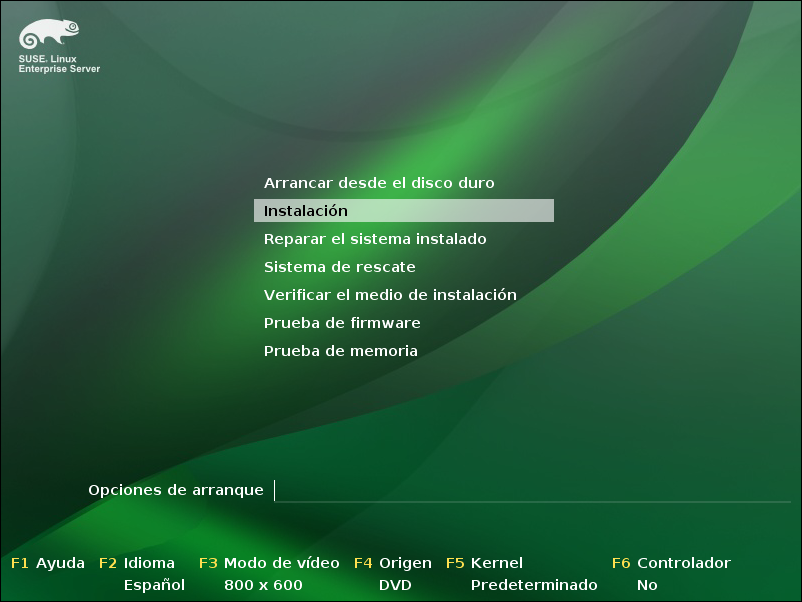 SUSE. Linux
Enterprise Server
Arrancar desde el disco duro
Instalación
Reparar el sistema instalado
Sistema de rescate
Verificar el medio de instalación
Prueba de firmware
Prueba de memoria
Opciones de arranque
F1 Ayuda F2 Idioma F3 Modo de vídeo F4 Origen F5 Kernel F6 Controlador
Español 800 x 600 DVD Predeterminado No